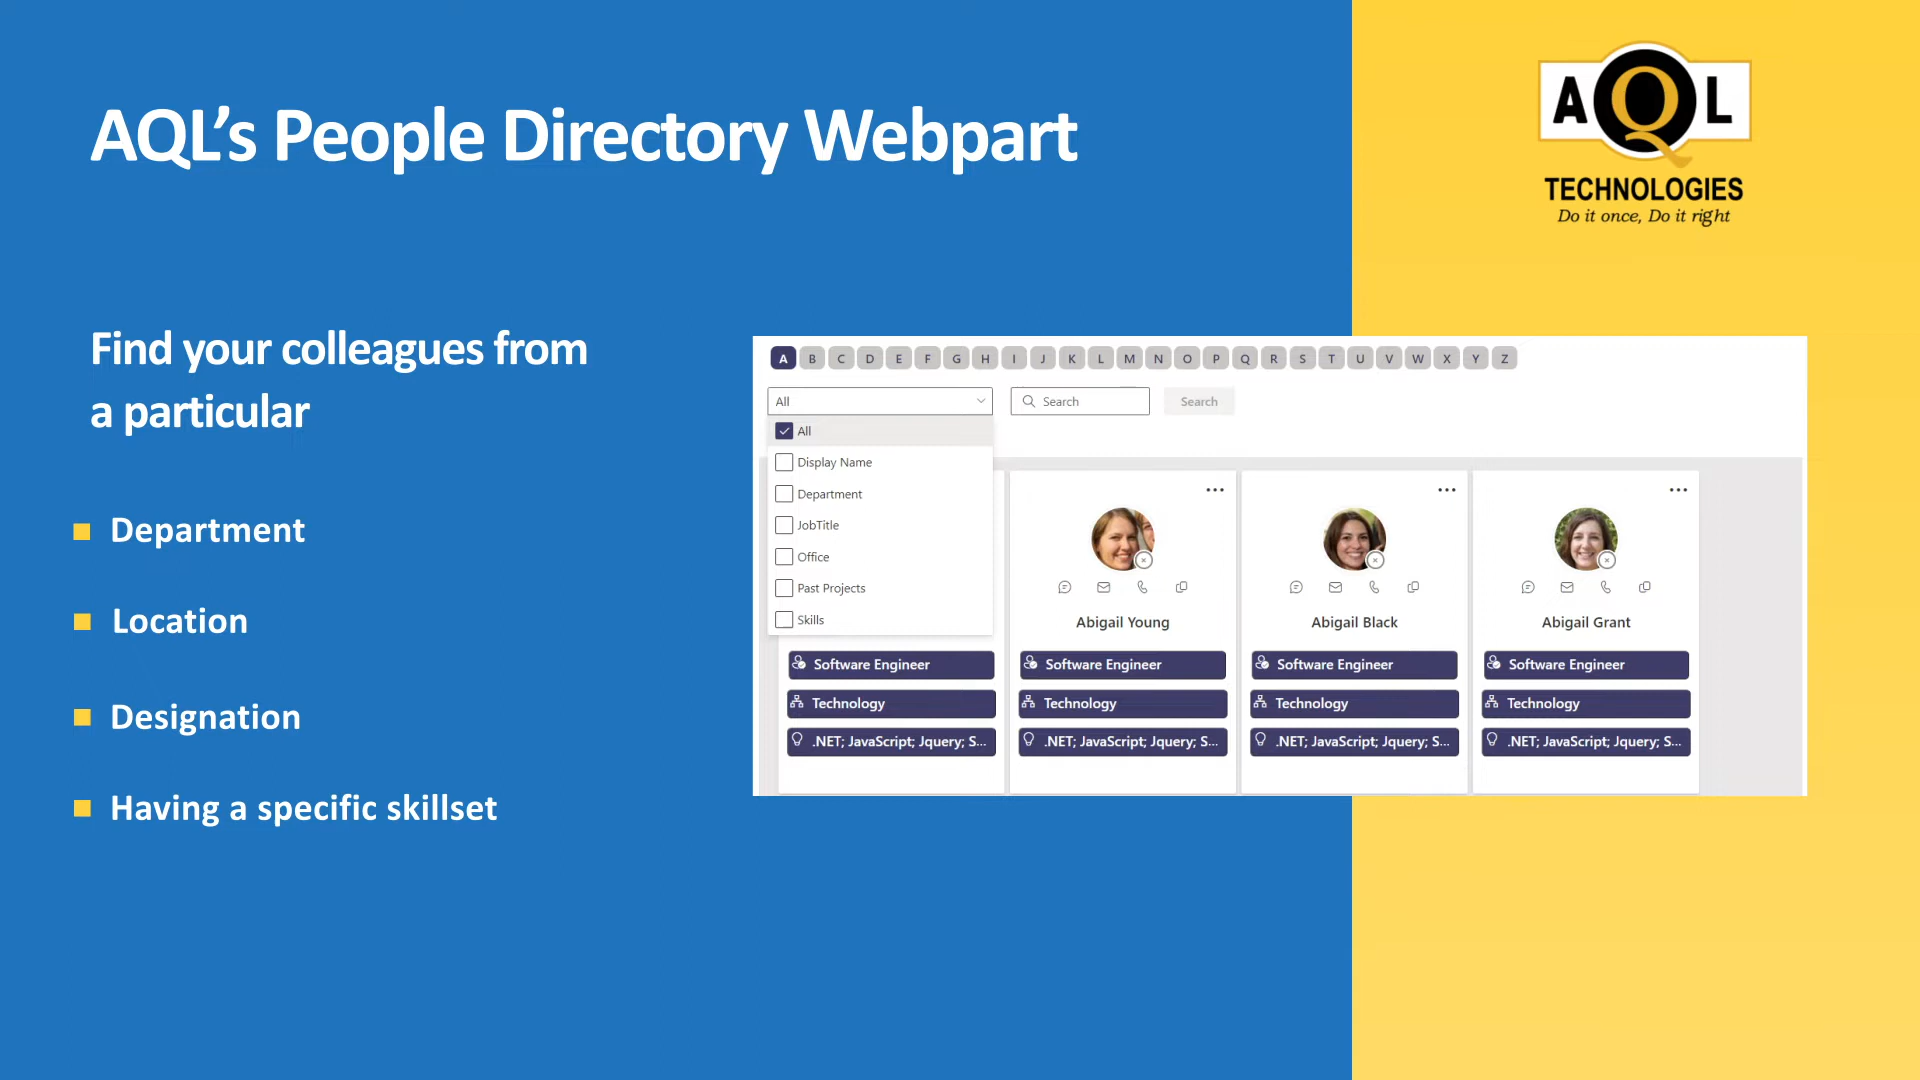 AQL’s People Directory Webpart
AQL
TECHNOLOGIES
Do it once, Do it right
Find your colleagues from
a particular
Department
Location
Designation
Having a specific skillset
A B C D E F G H I J K L M N O P Q R S T U V W X Y Z
All Search Search
All
Display Name
Department
JobTitle
Office
Past Projects
Skills
Abigail Young Abigail Black Abigail Grant
Software Engineer Software Engineer Software Engineer Software Engineer
Technology Technology Technology Technology
.NET; JavaScript; Jquery; S... .NET; JavaScript; Jquery; S... .NET; JavaScript; Jquery; S... .NET; JavaScript; Jquery; S...